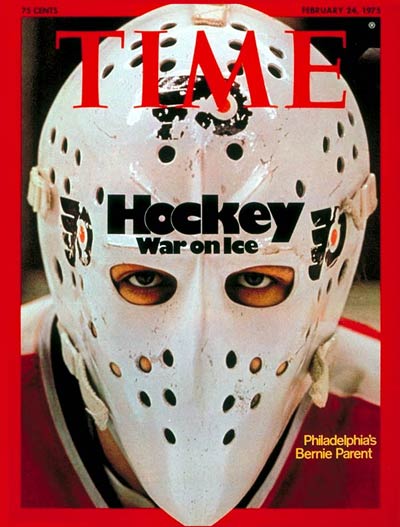 75 CENTS
FEBRUARY 24, 1975
TIME
®
Hockey
War on Ice
Philadelphia's
Bernie Parent